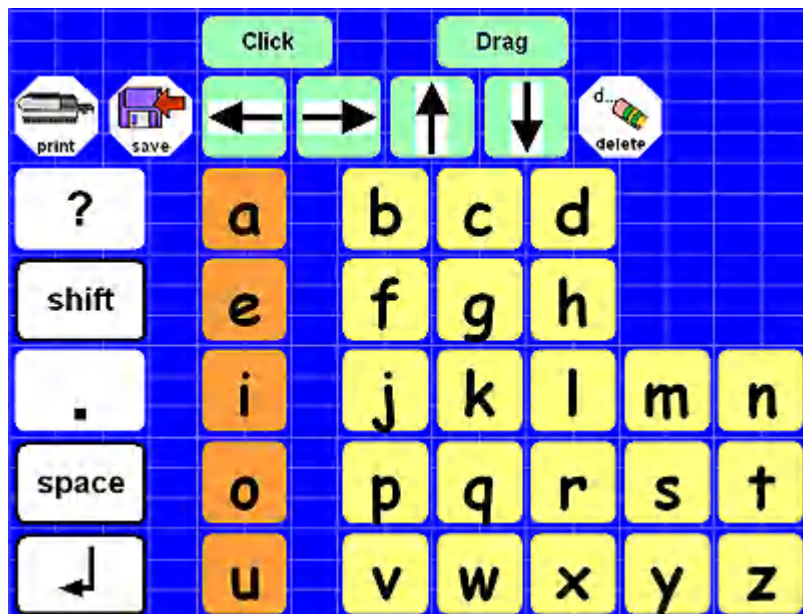 Click Drag
print save d... delete
? a b c d
shift e f g h
. i j k l m n
space o p q r s t
u v w x y z